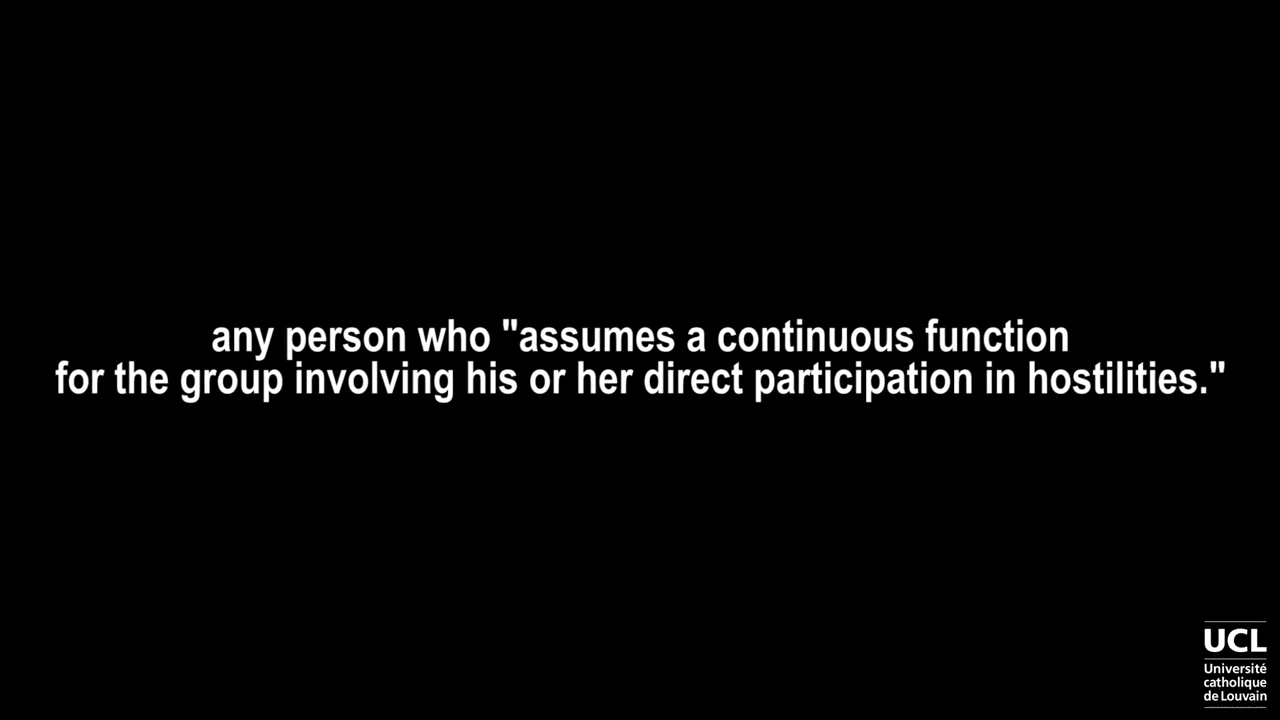 any person who "assumes a continuous function
for the group involving his or her direct participation in hostilities."
UCL
Université
catholique
de Louvain